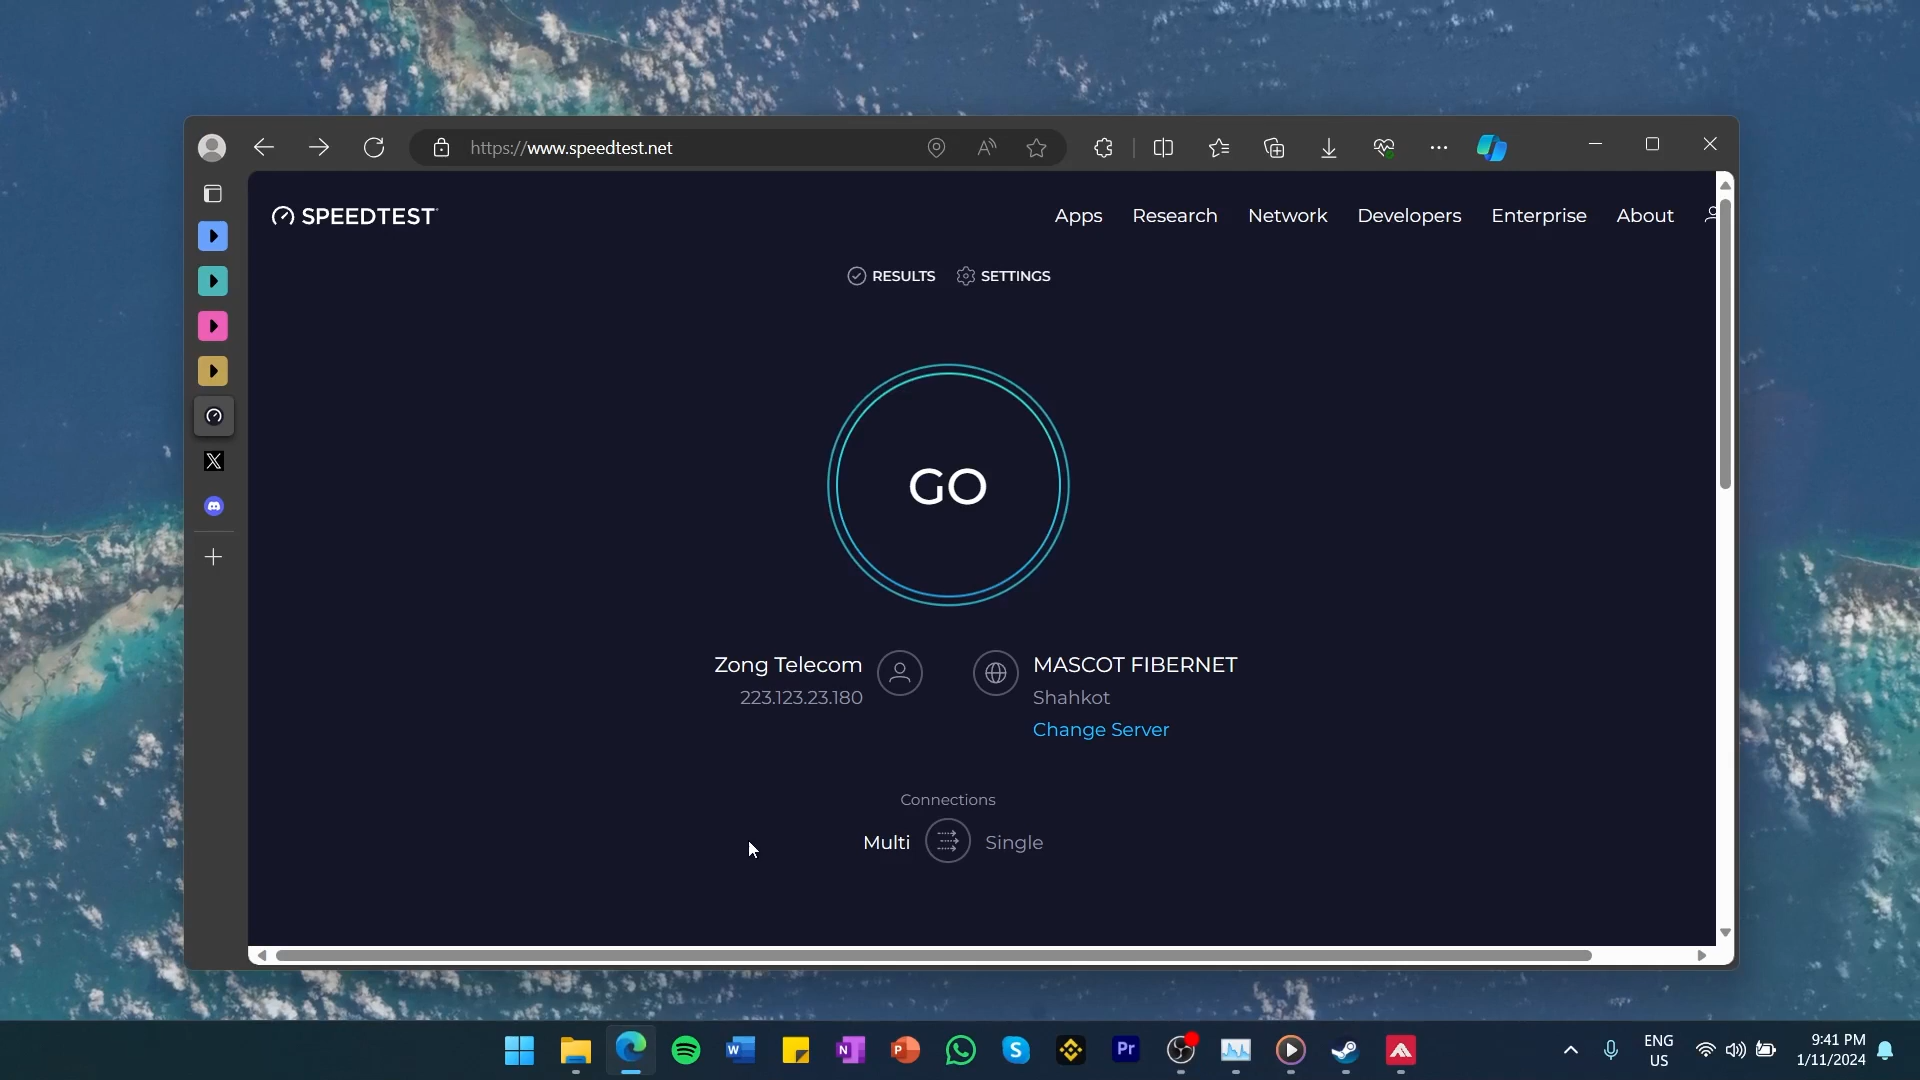 https://www.speedtest.net
SPEEDTEST
Apps Research Network Developers Enterprise About
RESULTS SETTINGS
GO
Zong Telecom
223.123.23.180
MASCOT FIBERNET
Shahkot
Change Server
Connections
Multi Single
ENG
US
9:41 PM
1/11/2024